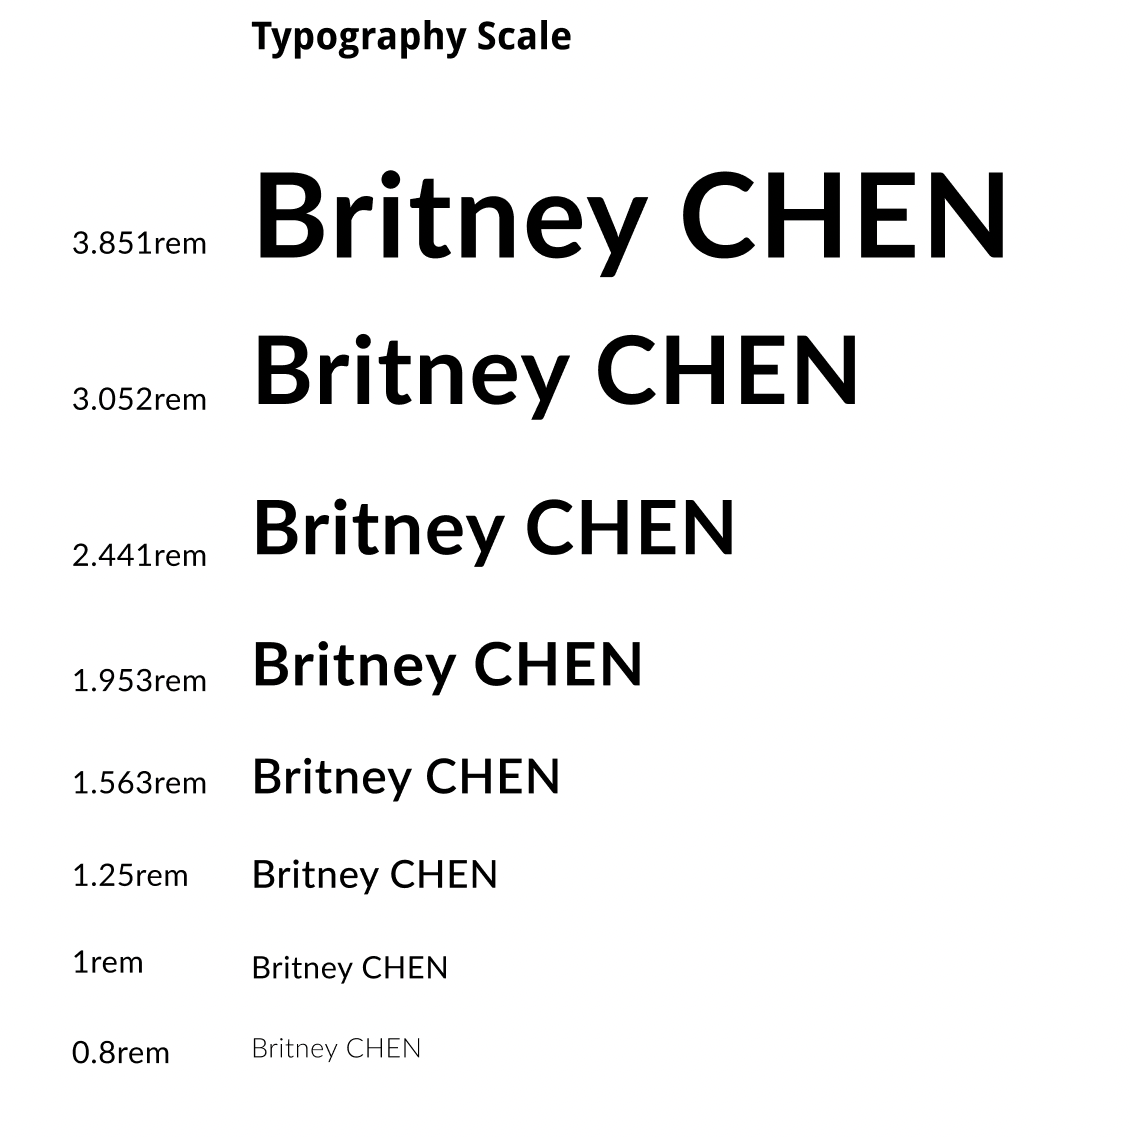 Typography Scale
3.851rem Britney CHEN
3.052rem Britney CHEN
2.441rem Britney CHEN
1.953rem Britney CHEN
1.563rem Britney CHEN
1.25rem Britney CHEN
1rem Britney CHEN
0.8rem Britney CHEN